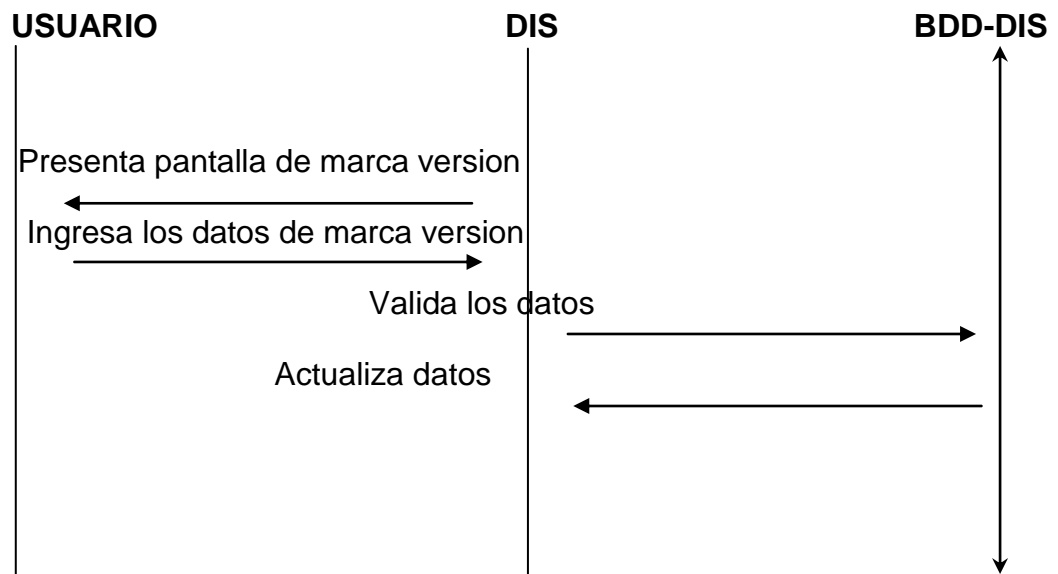 USUARIO DIS BDD-DIS
Presenta pantalla de marca version
Ingresa los datos de marca version
Valida los datos
Actualiza datos